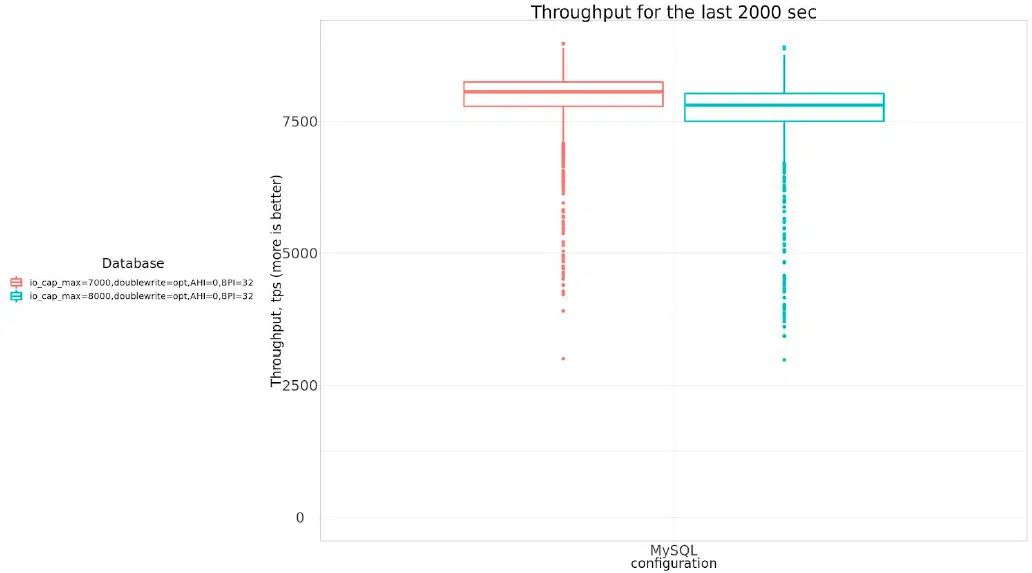 Throughput for the last 2000 sec
Database
io_cap_max=7000,doublewrite=opt,AHI=0,BPI=32
io_cap_max=8000,doublewrite=opt,AHI=0,BPI=32
Throughput, tps (more is better)
7500
5000
2500
0
MySQL
configuration